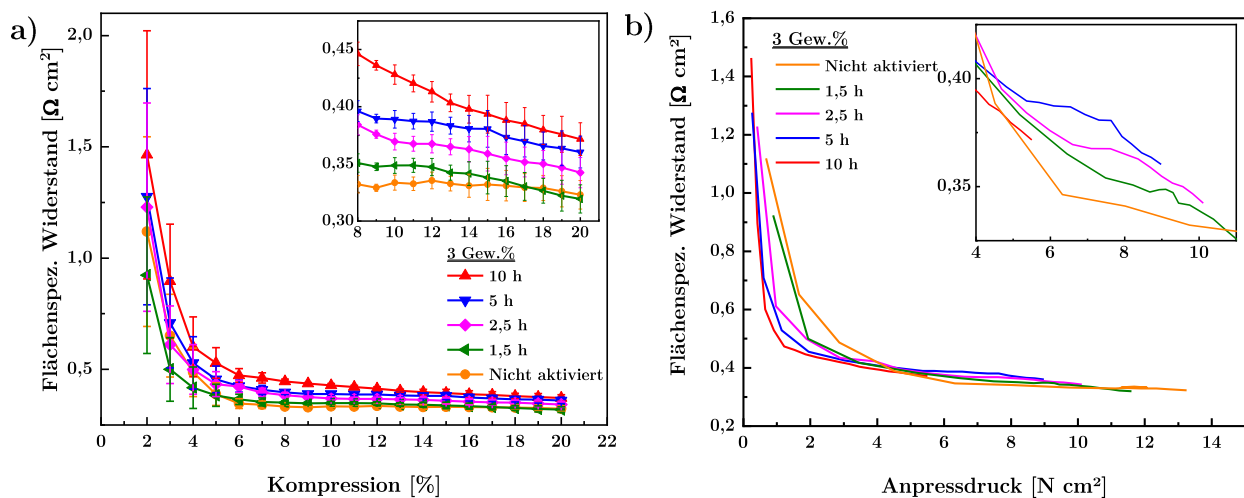 a)
Flächenspez. Widerstand [Ω cm²]
2,0
1,5
1,0
0,5
0 2 4 6 8 10 12 14 16 18 20 22
Kompression [%]
0,45
0,40
0,35
0,30
8 10 12 14 16 18 20
3 Gew.%
10 h
5 h
2,5 h
1,5 h
Nicht aktiviert
b)
Flächenspez. Widerstand [Ω cm²]
1,6
1,4
1,2
1,0
0,8
0,6
0,4
0,2
0 2 4 6 8 10 12 14
Anpressdruck [N cm²]
3 Gew.%
Nicht aktiviert
1,5 h
2,5 h
5 h
10 h
0,40
0,35
4 6 8 10